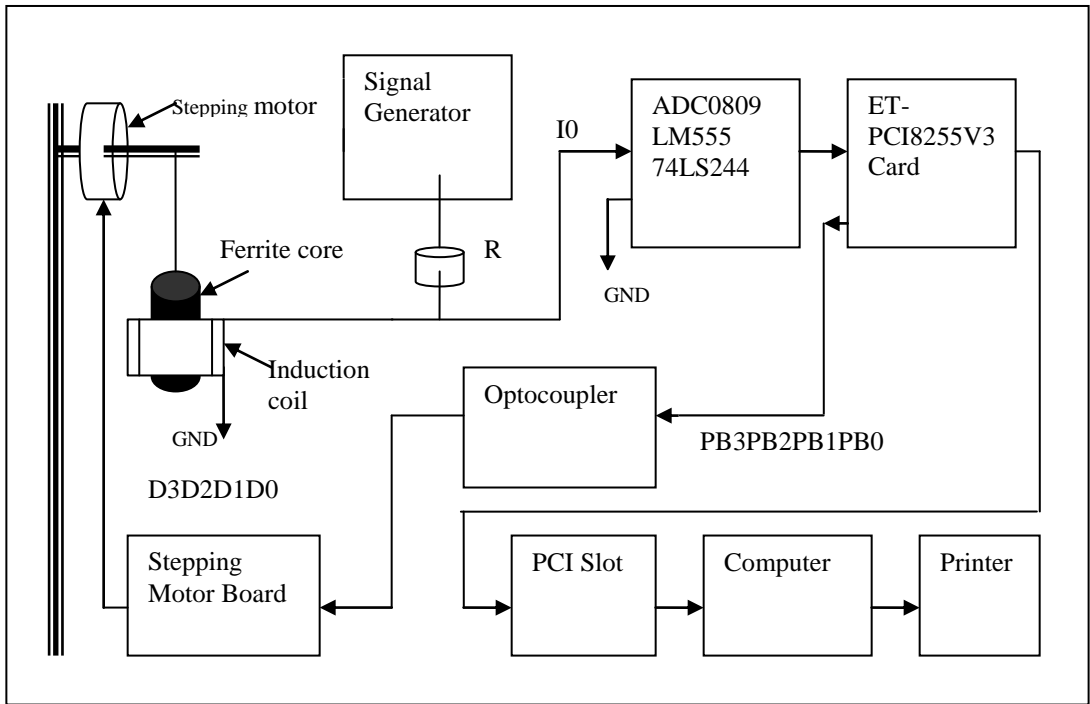 Stepping motor
Signal
Generator
I0
ADC0809
LM555
74LS244
ET-
PCI8255V3
Card
Ferrite core
R
GND
Induction
coil
GND
Optocoupler
PB3PB2PB1PB0
D3D2D1D0
Stepping
Motor Board
PCI Slot
Computer
Printer